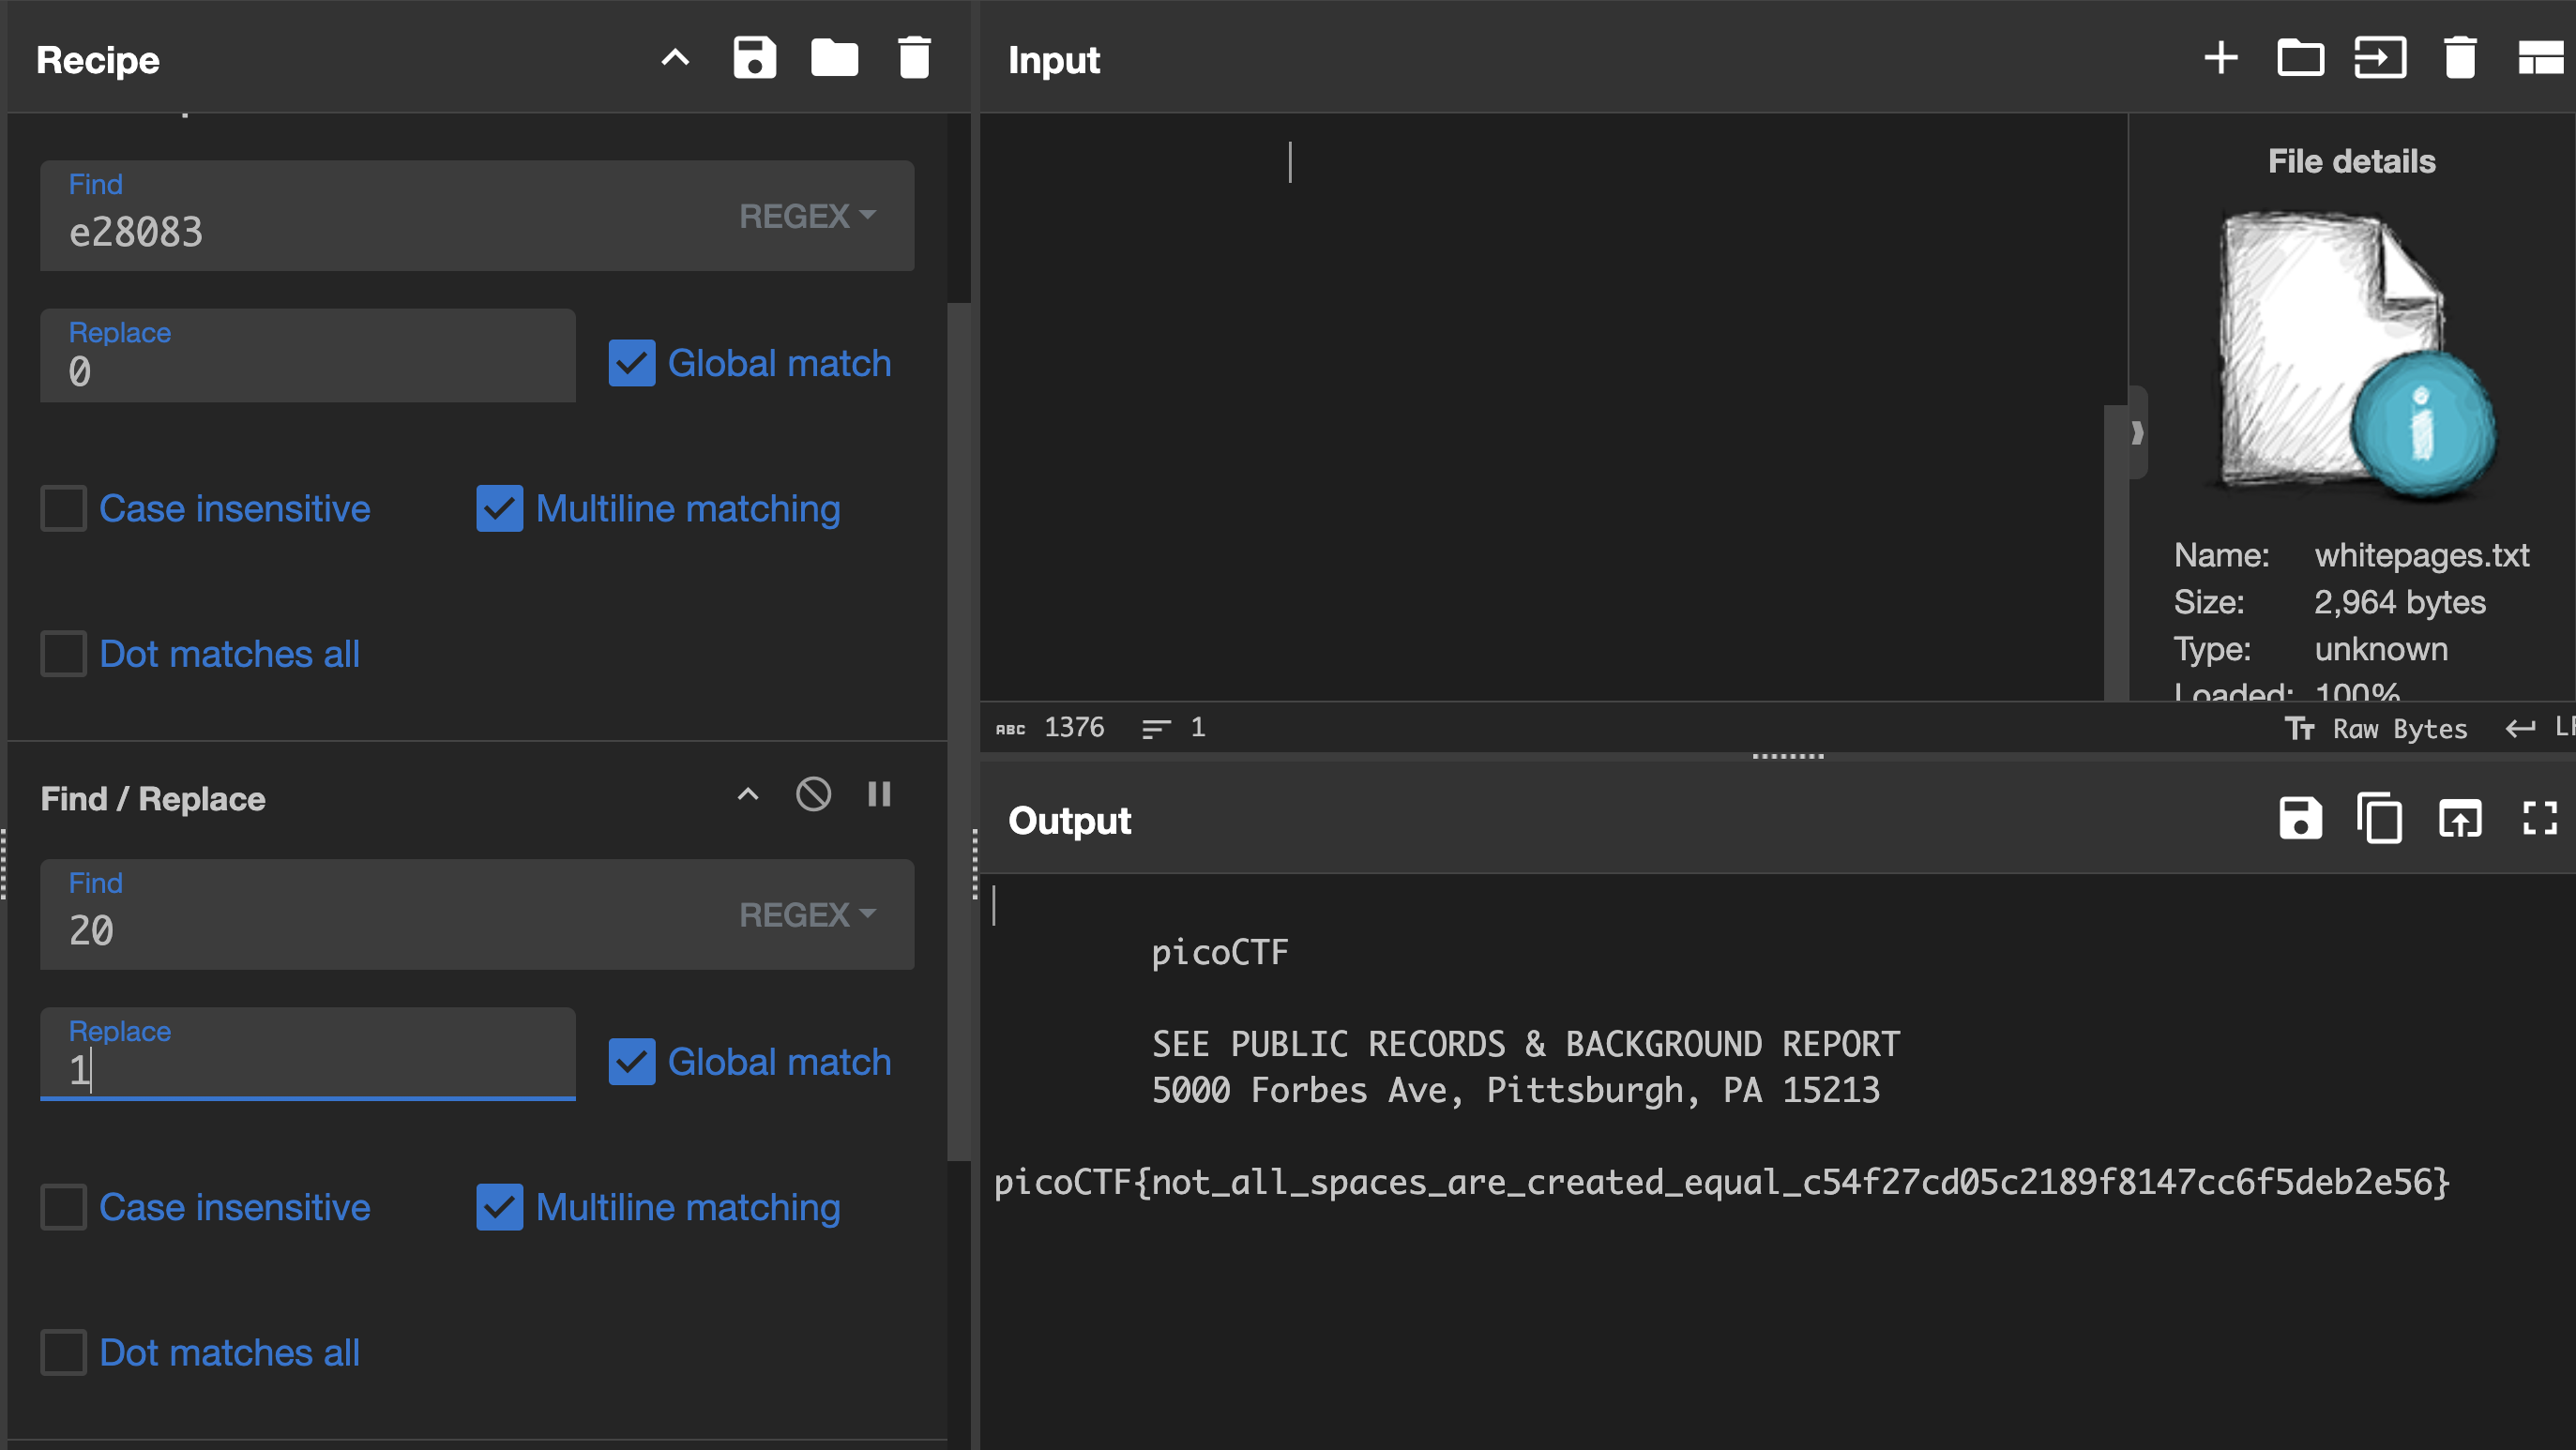 Recipe
Find
e28083
REGEX
Replace
0
Global match
Case insensitive
Multiline matching
Dot matches all
Find / Replace
Find
20
REGEX
Replace
1
Global match
Case insensitive
Multiline matching
Dot matches all
Input
File details
Name: whitepages.txt
Size: 2,964 bytes
Type: unknown
Loaded: 100%
ABC 1376 1
Tt Raw Bytes LF
Output
picoCTF
SEE PUBLIC RECORDS & BACKGROUND REPORT
5000 Forbes Ave, Pittsburgh, PA 15213
picoCTF{not_all_spaces_are_created_equal_c54f27cd05c2189f8147cc6f5deb2e56}